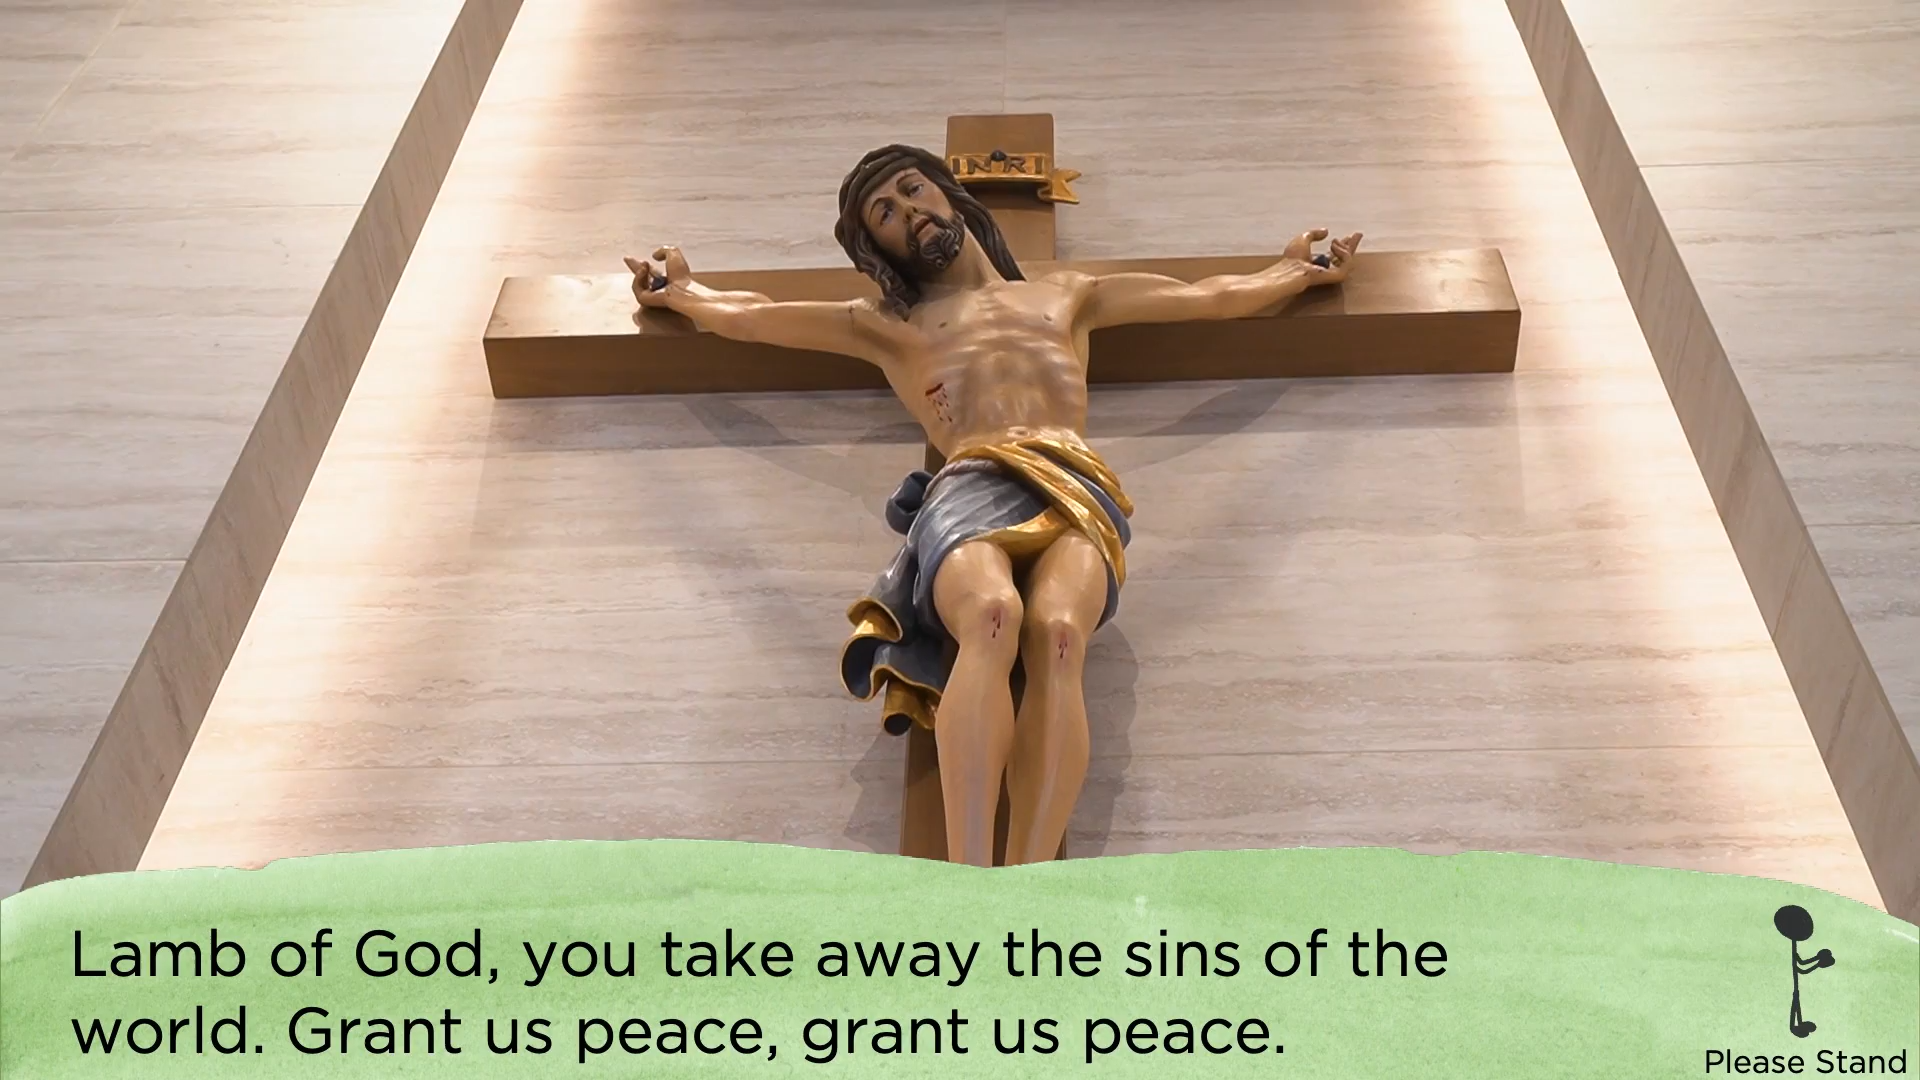 INRI
Lamb of God, you take away the sins of the
world. Grant us peace, grant us peace.
Please Stand